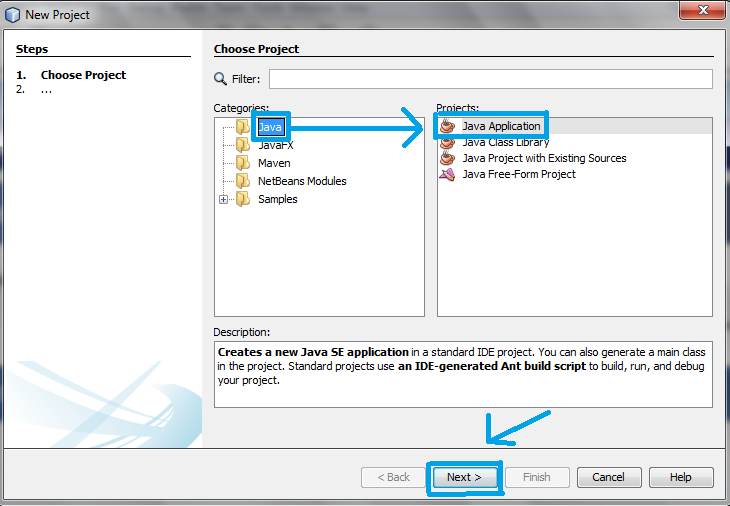 New Project
Steps
1. Choose Project
2. ...
Choose Project
Filter:
Categories:
Java
JavaFX
Maven
NetBeans Modules
Samples
Projects:
Java Application
Java Class Library
Java Project with Existing Sources
Java Free-Form Project
Description:
Creates a new Java SE application in a standard IDE project. You can also generate a main class
in the project. Standard projects use an IDE-generated Ant build script to build, run, and debug
your project.
< Back
Next >
Finish
Cancel
Help